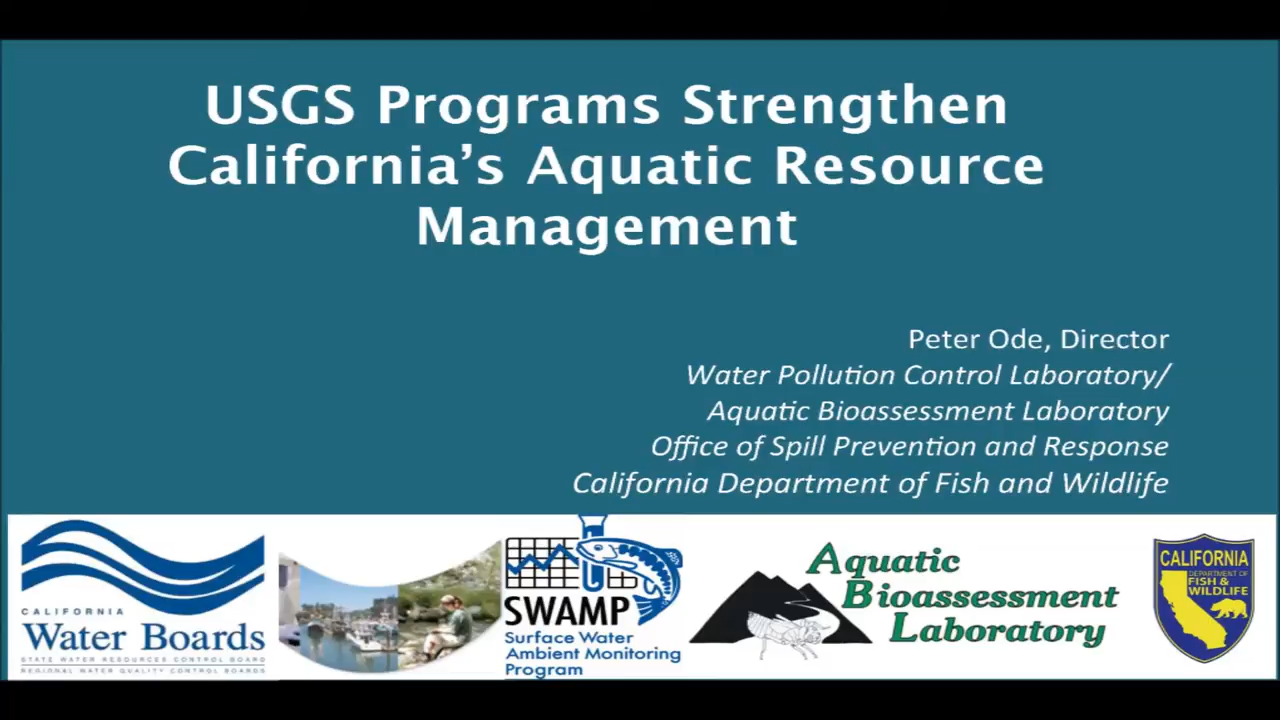 USGS Programs Strengthen
California's Aquatic Resource
Management
Peter Ode, Director
Water Pollution Control Laboratory/
Aquatic Bioassessment Laboratory
Office of Spill Prevention and Response
California Department of Fish and Wildlife
CALIFORNIA
Water Boards
STATE WATER RESOURCES CONTROL BOARD
REGIONAL WATER QUALITY CONTROL BOARDS
SWAMP
Surface Water
Ambient Monitoring
Program
Aquatic
Bioassessment
Laboratory
CALIFORNIA
DEPARTMENT OF
FISH &
WILDLIFE